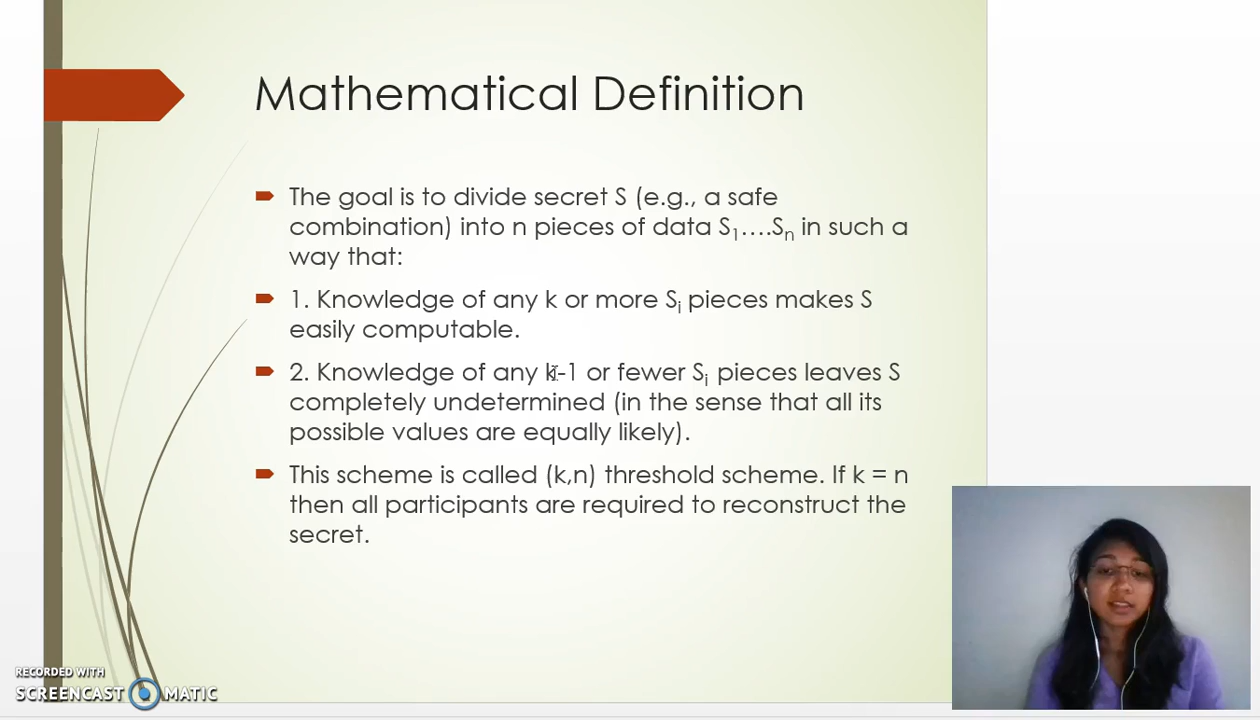 Mathematical Definition
The goal is to divide secret S (e.g., a safe
combination) into n pieces of data S₁....Sₙ in such a
way that:
1. Knowledge of any k or more Sᵢ pieces makes S
easily computable.
2. Knowledge of any k-1 or fewer Sᵢ pieces leaves S
completely undetermined (in the sense that all its
possible values are equally likely).
This scheme is called (k,n) threshold scheme. If k = n
then all participants are required to reconstruct the
secret.
RECORDED WITH
SCREENCAST MATIC